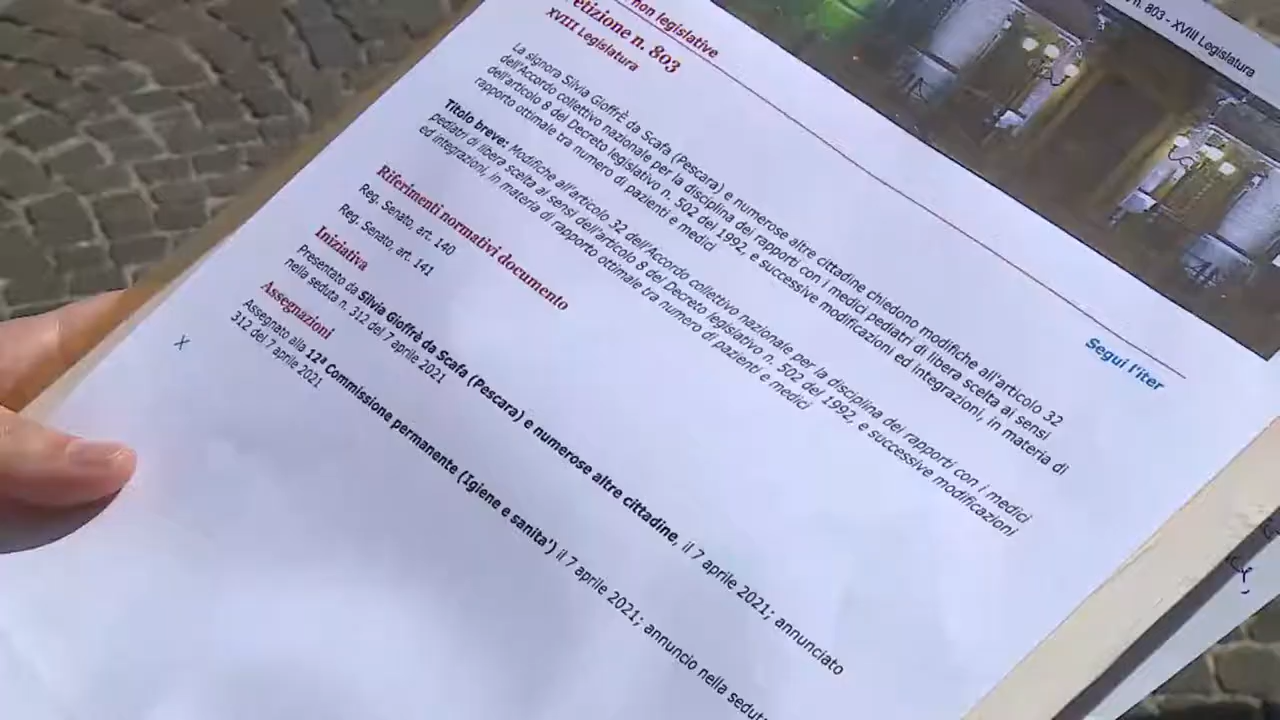 n. 803 - XVIII Legislatura
non legislative
etizione n. 803
XVIII Legislatura
Segui l'iter
La signora Silvia Gioffrè da Scafa (Pescara) e numerose altre cittadine chiedono modifiche all'articolo 32
dell'Accordo collettivo nazionale per la disciplina dei rapporti con i medici pediatri di libera scelta ai sensi
dell'articolo 8 del Decreto legislativo n. 502 del 1992, e successive modificazioni ed integrazioni, in materia di
rapporto ottimale tra numero di pazienti e medici
Titolo breve: Modifiche all'articolo 32 dell'Accordo collettivo nazionale per la disciplina dei rapporti con i medici
pediatri di libera scelta ai sensi dell'articolo 8 del Decreto legislativo n. 502 del 1992, e successive modificazioni
ed integrazioni, in materia di rapporto ottimale tra numero di pazienti e medici
Riferimenti normativi documento
Reg. Senato, art. 140
Reg. Senato, art. 141
Iniziativa
Presentato da Silvia Gioffrè da Scafa (Pescara) e numerose altre cittadine, il 7 aprile 2021; annunciato
nella seduta n. 312 del 7 aprile 2021
Assegnazioni
Assegnato alla 12ª Commissione permanente (Igiene e sanita') il 7 aprile 2021; annuncio nella seduta
312 del 7 aprile 2021
X